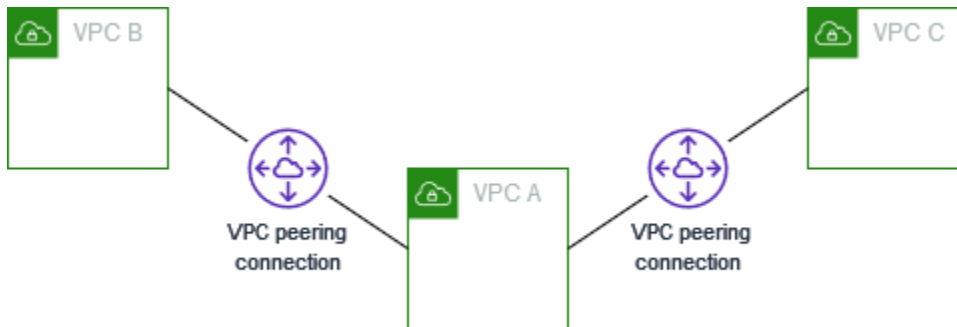 VPC B
VPC C
VPC A
VPC peering
connection
VPC peering
connection